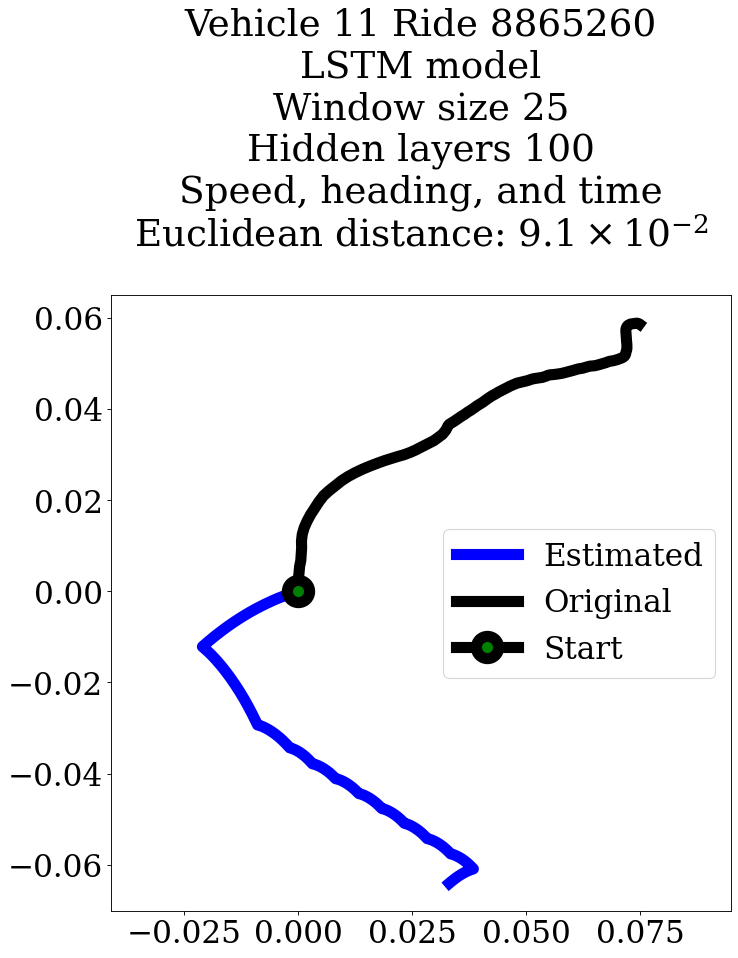 Vehicle 11 Ride 8865260
LSTM model
Window size 25
Hidden layers 100
Speed, heading, and time
Euclidean distance: 9.1 × 10⁻²
0.06
0.04
0.02
0.00
−0.02
−0.04
−0.06
Estimated
Original
Start
−0.025 0.000 0.025 0.050 0.075